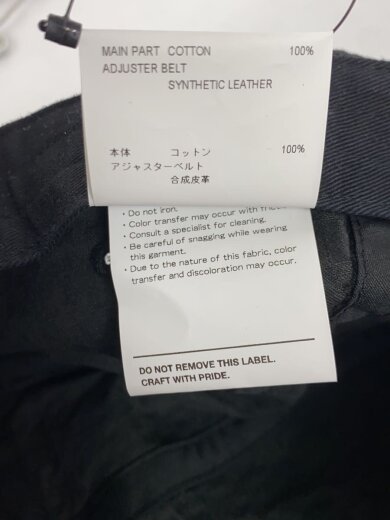 MAIN PART COTTON 100%
ADJUSTER BELT
SYNTHETIC LEATHER
本体 コットン 100%
アジャスターベルト
合成皮革
• Do not iron.
• Color transfer may occur with friction
• Consult a specialist for cleaning.
• Be careful of snagging while wearing
this garment.
• Due to the nature of this fabric, color
transfer and discoloration may occur.
DO NOT REMOVE THIS LABEL.
CRAFT WITH PRIDE.